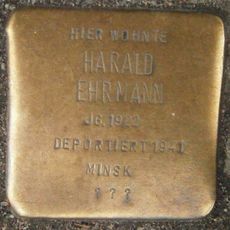 HIER WOHNTE
HARALD
EHRMANN
JG. 1922
DEPORTIERT 1941
MINSK
? ? ?